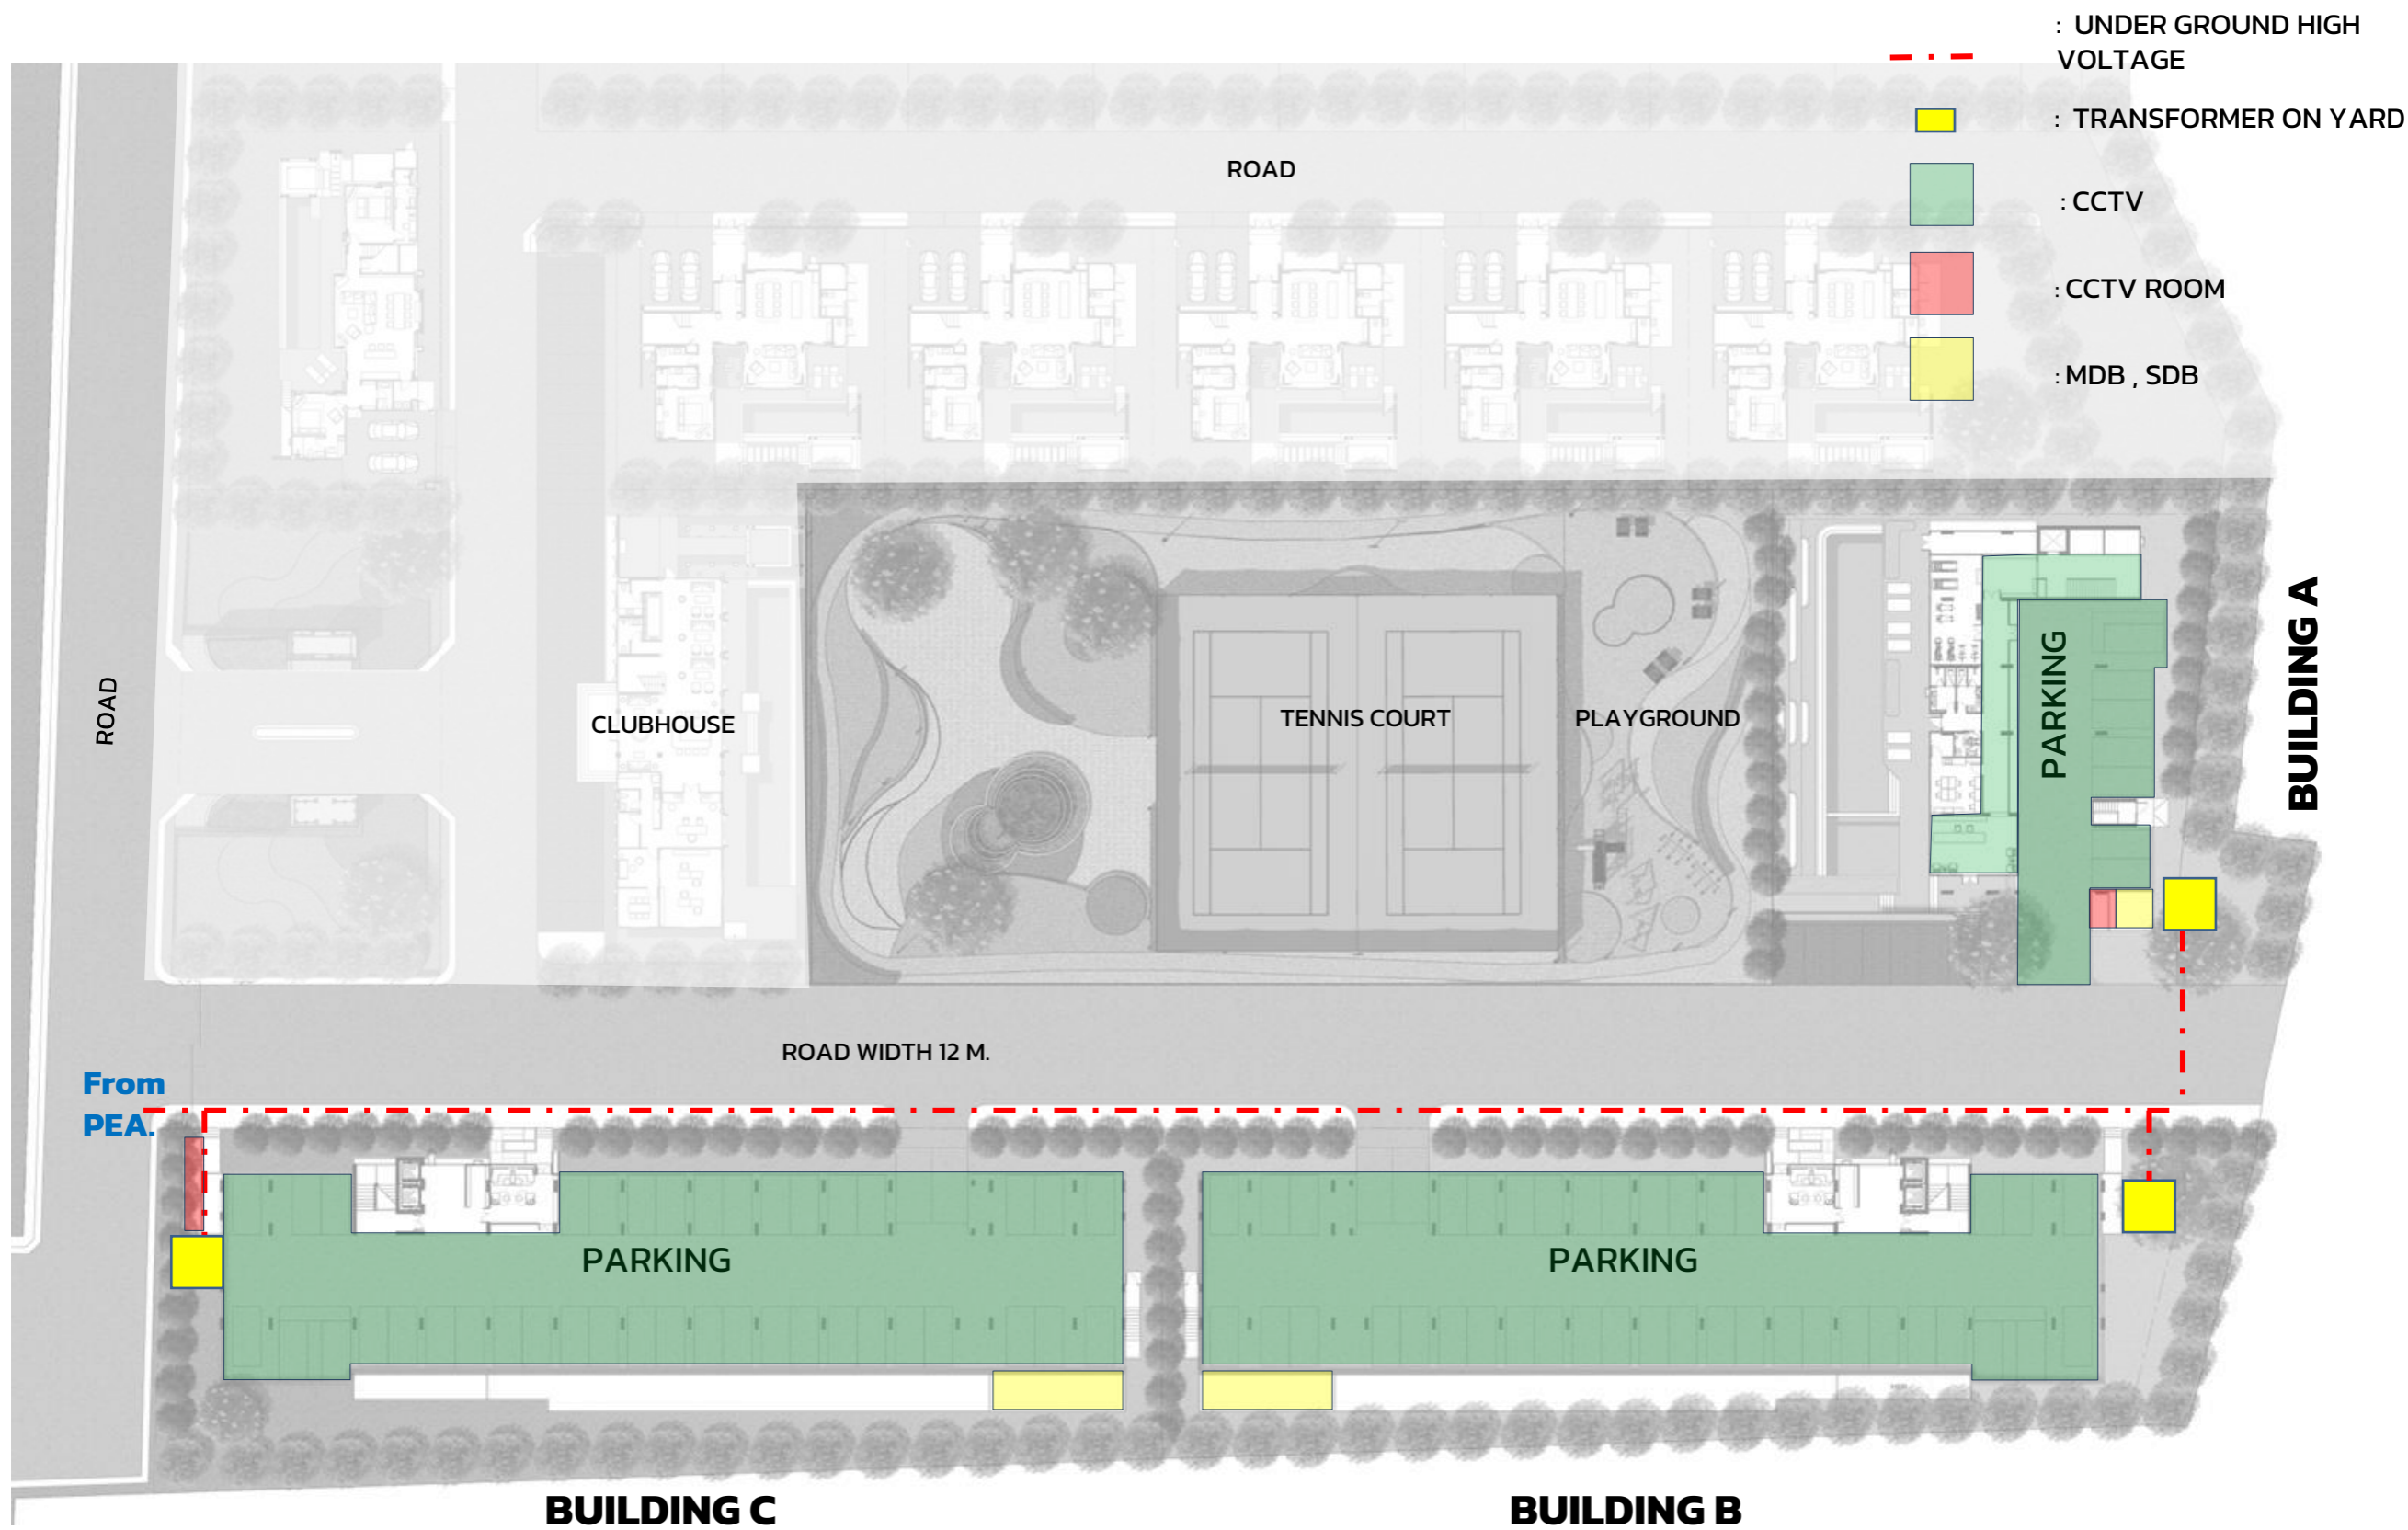 : UNDER GROUND HIGH
VOLTAGE
: TRANSFORMER ON YARD
ROAD
: CCTV
: CCTV ROOM
: MDB , SDB
BUILDING A
PARKING
ROAD
CLUBHOUSE
TENNIS COURT
PLAYGROUND
ROAD WIDTH 12 M.
From
PEA.
PARKING
PARKING
BUILDING C
BUILDING B